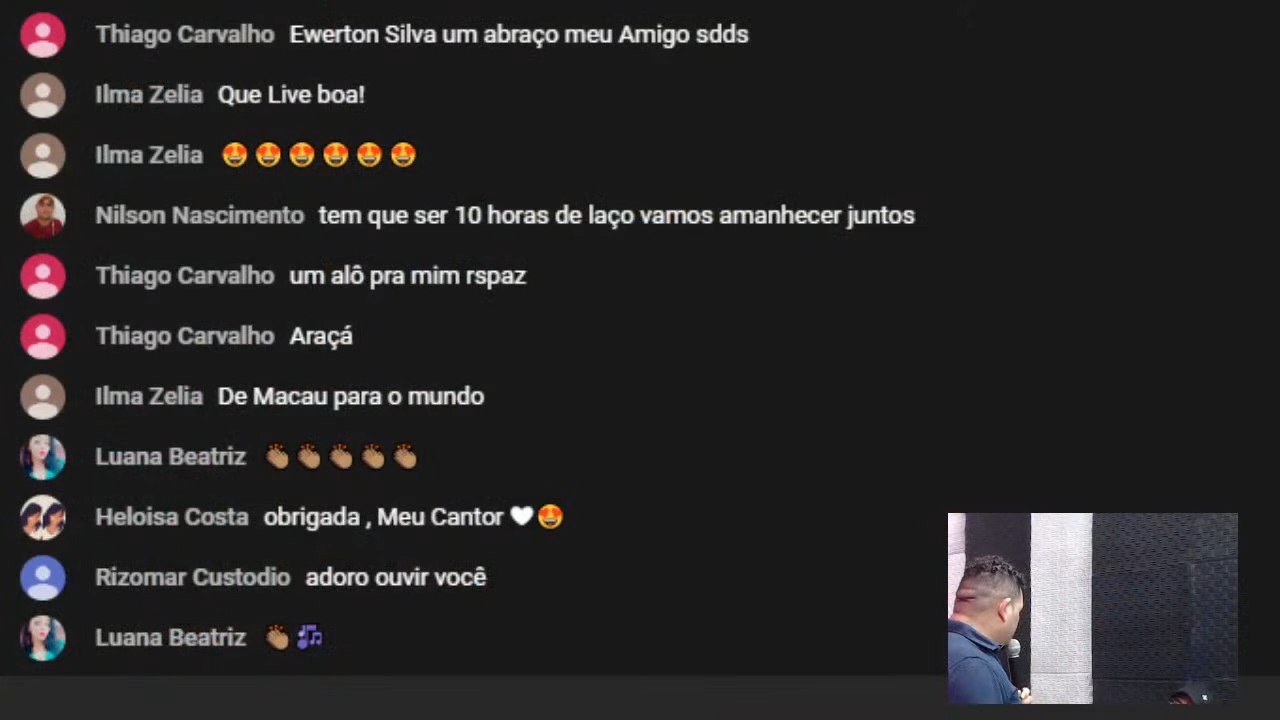 Thiago Carvalho Ewerton Silva um abraço meu Amigo sdds
Ilma Zelia Que Live boa!
Ilma Zelia 🤩🤩🤩🤩🤩🤩
Nilson Nascimento tem que ser 10 horas de laço vamos amanhecer juntos
Thiago Carvalho um alô pra mim rspaz
Thiago Carvalho Araçá
Ilma Zelia De Macau para o mundo
Luana Beatriz 👏🏽👏🏽👏🏽👏🏽👏🏽
Heloisa Costa obrigada , Meu Cantor 🤍🤩
Rizomar Custodio adoro ouvir você
Luana Beatriz 👏🏽🎶